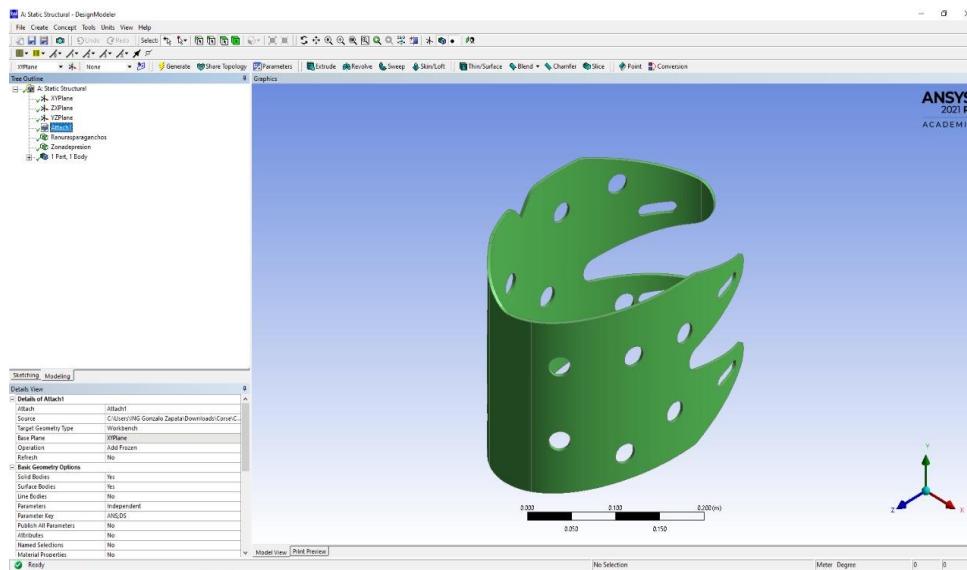 A: Static Structural - DesignModeler
File Create Concept Tools Units View Help
Undo Redo Select:
XYPlane None Generate Share Topology Parameters Extrude Revolve Sweep Skin/Loft Thin/Surface Blend Chamfer Slice Point Conversion
Tree Outline
Graphics
A: Static Structural
XYPlane
ZXPlane
YZPlane
Attach1
Ranurasparaganchos
Zonadepresion
1 Part, 1 Body
ANSYS
2021
ACADEMI
Sketching Modeling
Details View
Details of Attach1
Attach Attach1
Source C:\Users\ING Gonzalo Zapata\Downloads\Corse\C...
Target Geometry Type Workbench
Base Plane XYPlane
Operation Add Frozen
Refresh No
Basic Geometry Options
Solid Bodies Yes
Surface Bodies Yes
Line Bodies No
Parameters Independent
Parameter Key ANS;DS
Publish All Parameters No
Attributes No
Named Selections No
Material Properties No
0.000 0.100 0.200 (m)
0.050 0.150
Y
Z X
Model View Print Preview
Ready No Selection Meter Degree 0 0